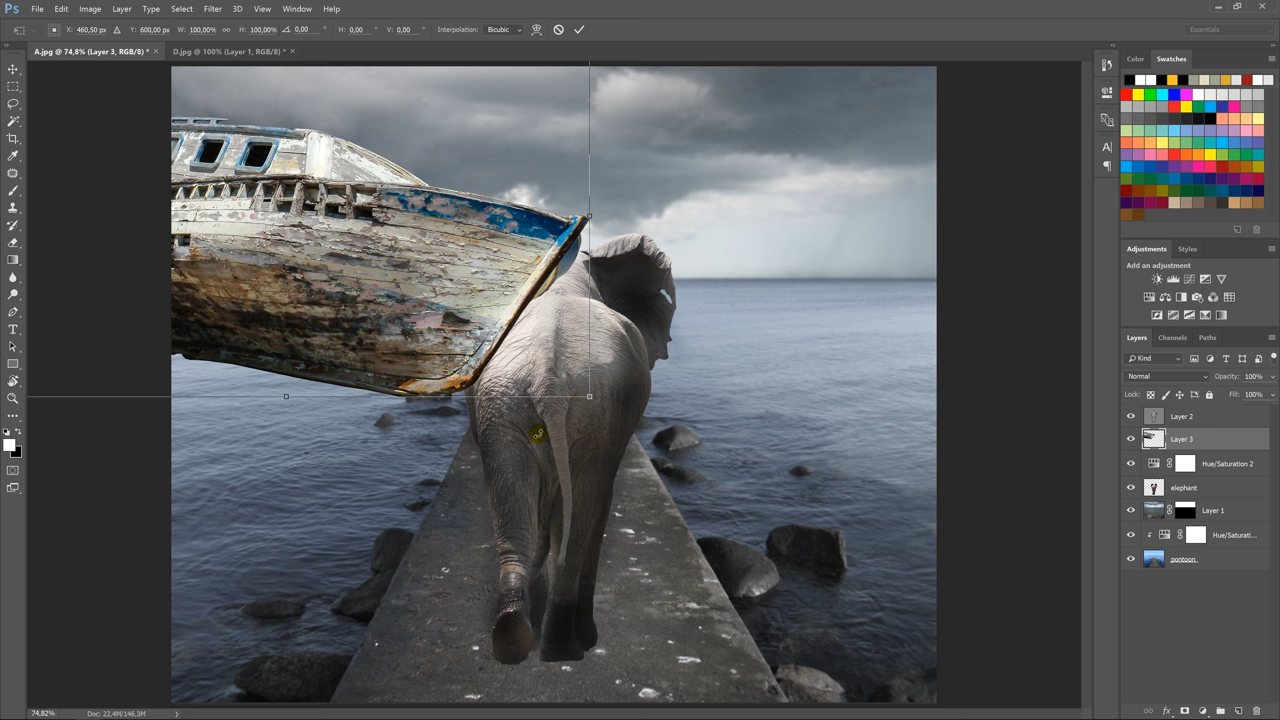 Ps File Edit Image Layer Type Select Filter 3D View Window Help
X: 460,50 px Y: 600,00 px W: 100,00% H: 100,00% 0,00 ° H: 0,00 ° V: 0,00 ° Interpolation: Bicubic Essentials
A.jpg @ 74,8% (Layer 3, RGB/8) * × D.jpg @ 100% (Layer 1, RGB/8) * ×
Color Swatches
Adjustments Styles
Add an adjustment
Layers Channels Paths
Kind
Normal Opacity: 100%
Lock: Fill: 100%
Layer 2
Layer 3
Hue/Saturation 2
elephant
Layer 1
Hue/Saturati...
pontoon
74,82% Doc: 22,4M/146,3M